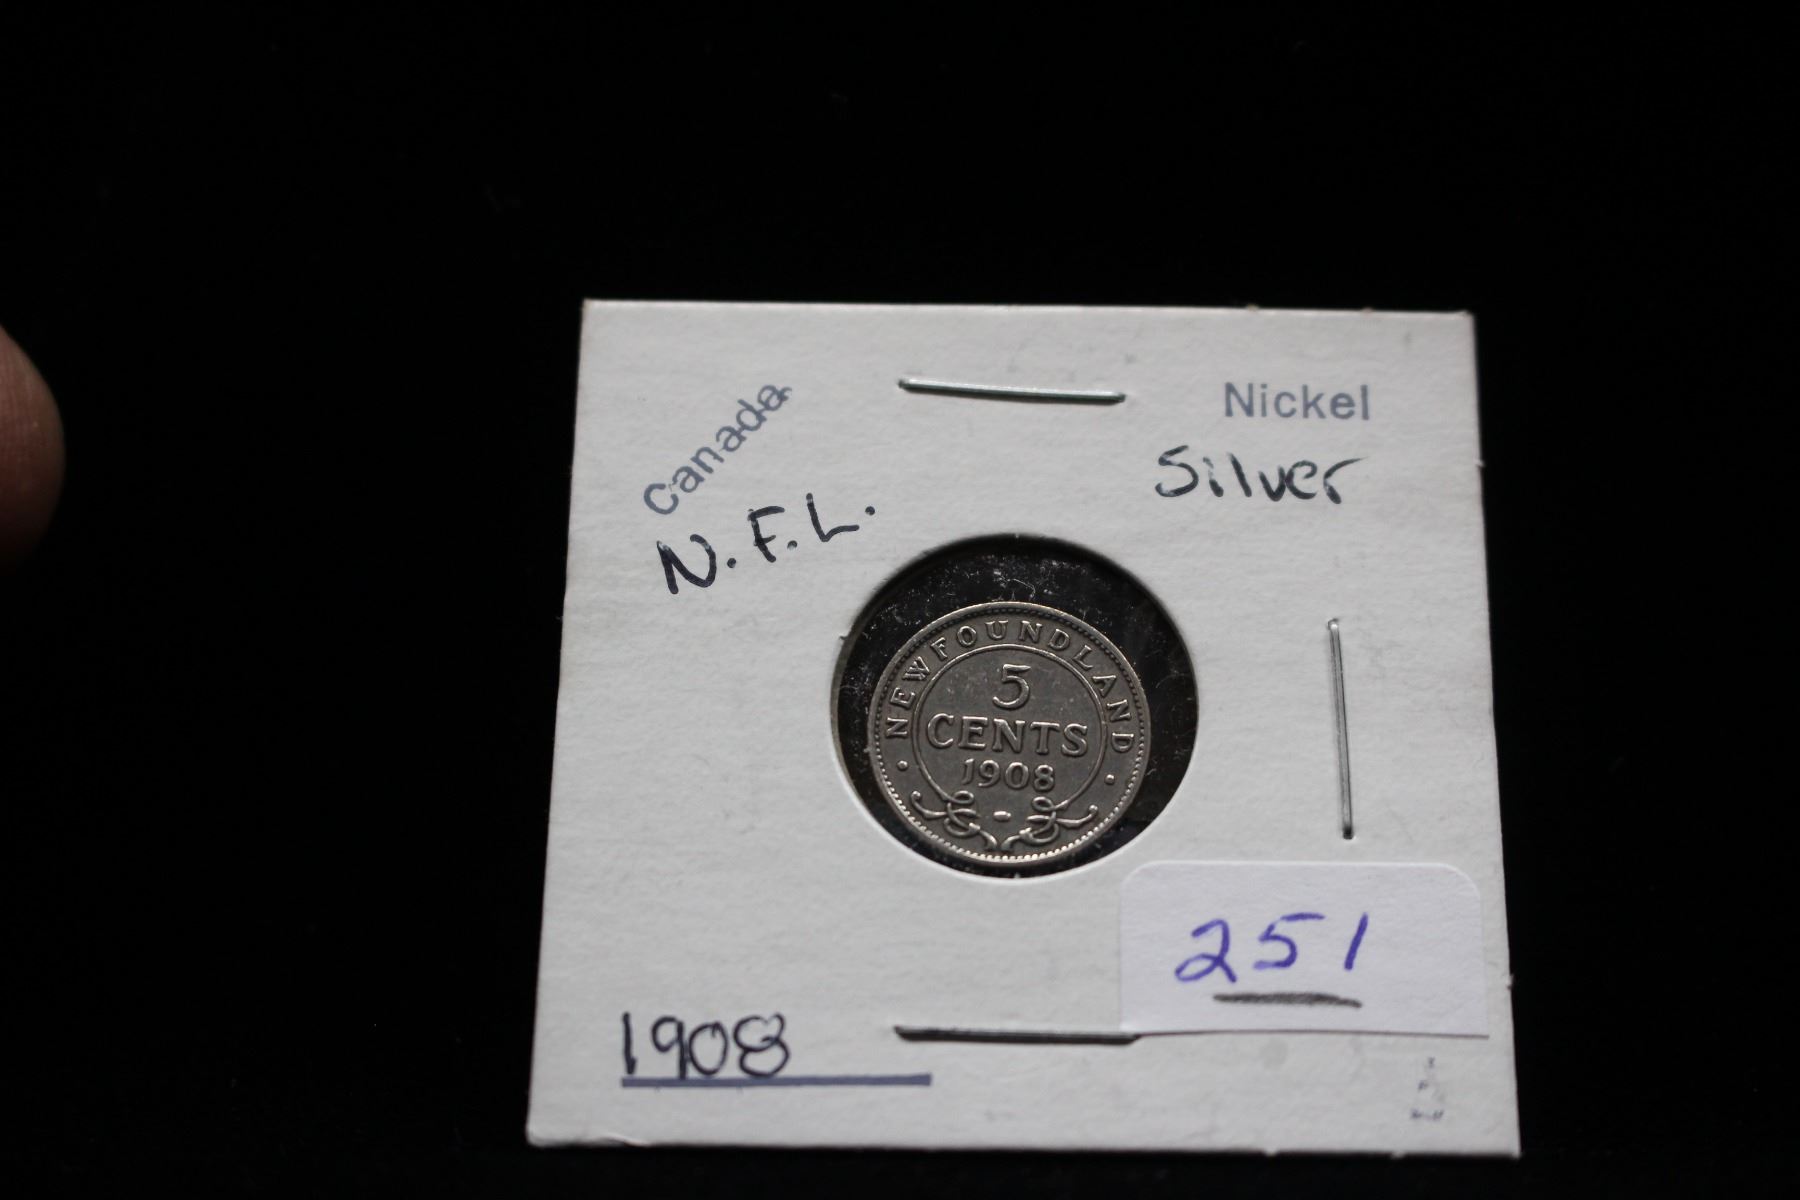 Canada
N.F.L.
Nickel
Silver
NEWFOUNDLAND
5
CENTS
1908
251
1908